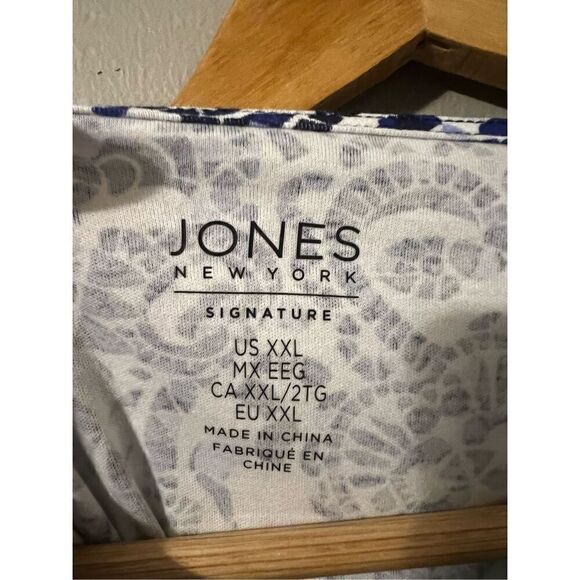 JONES
NEW YORK
SIGNATURE
US XXL
MX EEG
CA XXL/2TG
EU XXL
MADE IN CHINA
FABRIQUÉ EN
CHINE